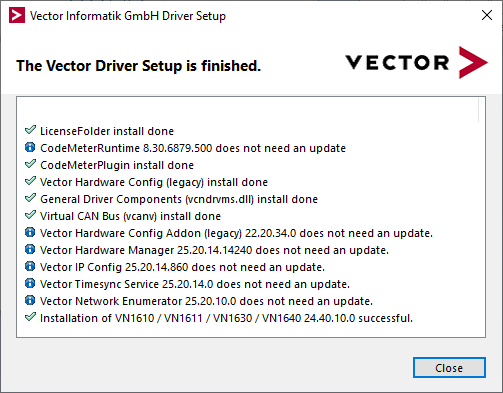 Vector Informatik GmbH Driver Setup
The Vector Driver Setup is finished.
VECTOR
LicenseFolder install done
CodeMeterRuntime 8.30.6879.500 does not need an update
CodeMeterPlugin install done
Vector Hardware Config (legacy) install done
General Driver Components (vcndrvms.dll) install done
Virtual CAN Bus (vcanv) install done
Vector Hardware Config Addon (legacy) 22.20.34.0 does not need an update.
Vector Hardware Manager 25.20.14.14240 does not need an update.
Vector IP Config 25.20.14.860 does not need an update.
Vector Timesync Service 25.20.14.0 does not need an update.
Vector Network Enumerator 25.20.10.0 does not need an update.
Installation of VN1610 / VN1611 / VN1630 / VN1640 24.40.10.0 successful.
Close